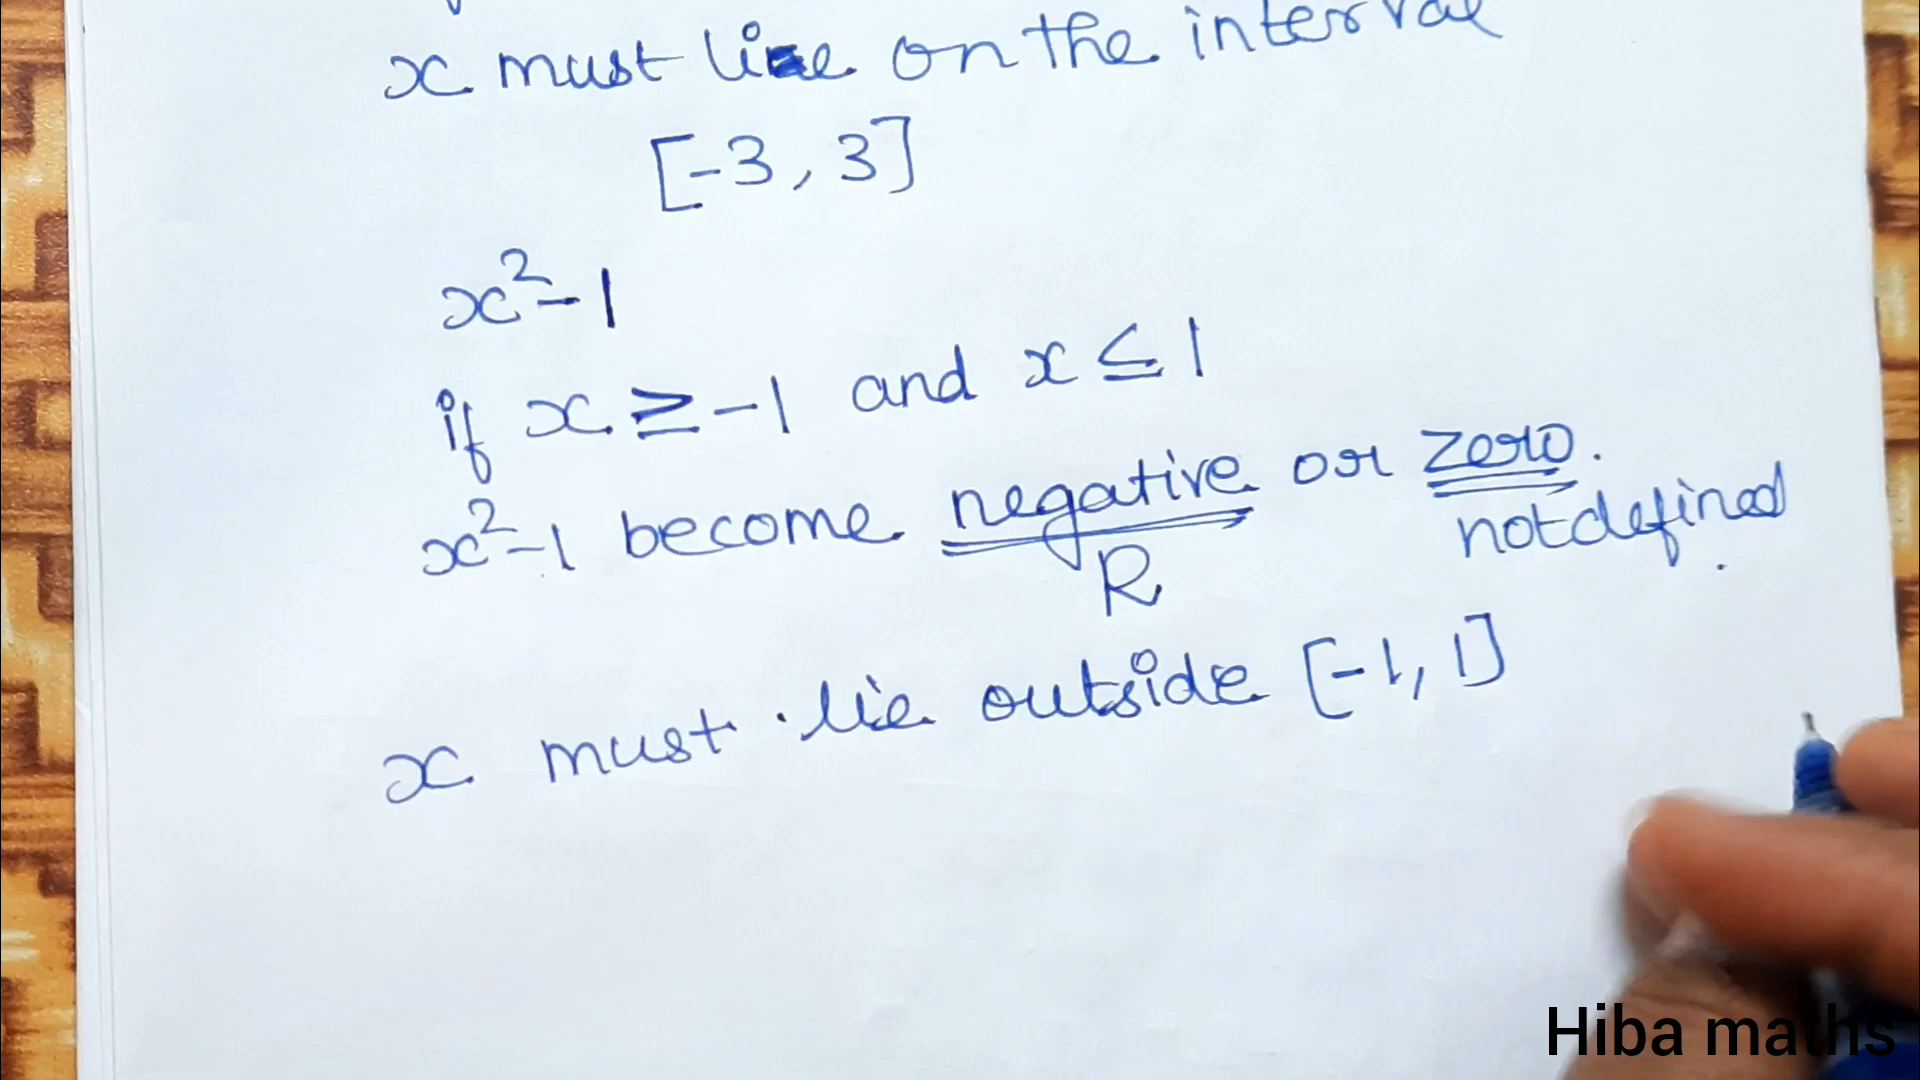 x must lie on the interval
[-3, 3]
x²-1
if x ≥ -1 and x ≤ 1
x²-1 become negative or zero.
R notdefined.
x must lie outside [-1, 1]
Hiba maths